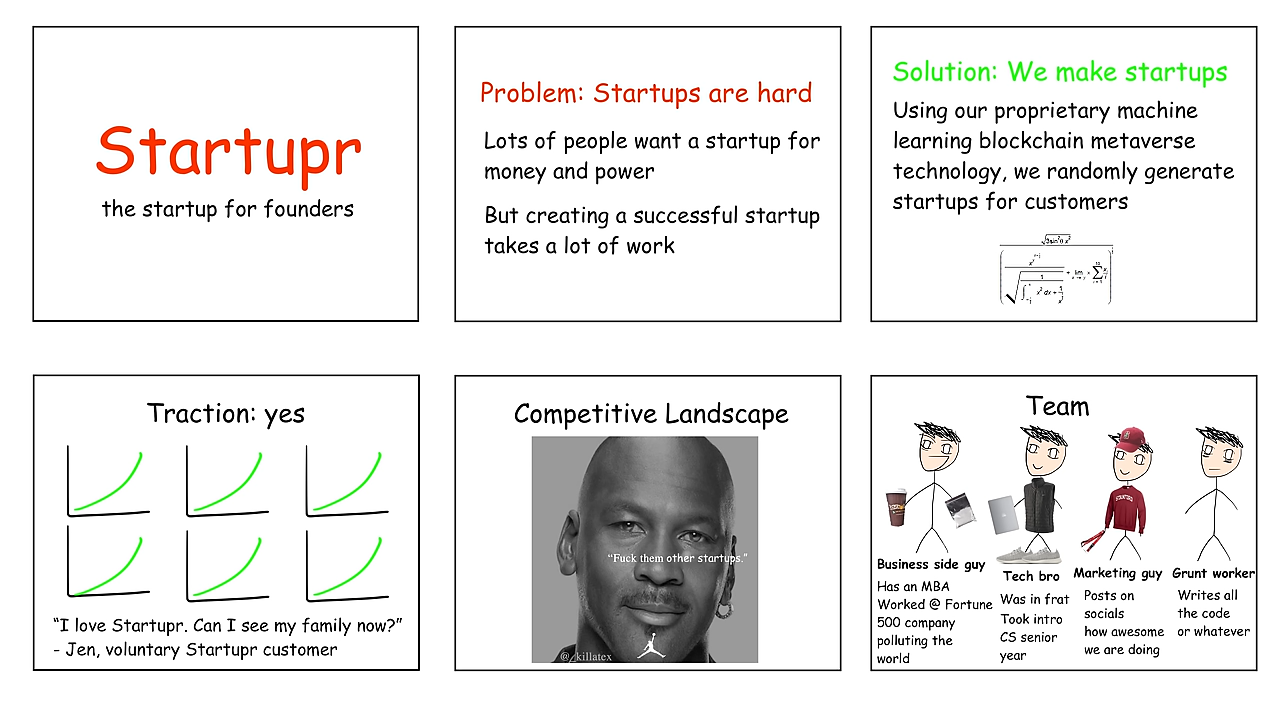 Startupr
the startup for founders
Problem: Startups are hard
Lots of people want a startup for
money and power
But creating a successful startup
takes a lot of work
Solution: We make startups
Using our proprietary machine
learning blockchain metaverse
technology, we randomly generate
startups for customers
Traction: yes
“I love Startupr. Can I see my family now?”
- Jen, voluntary Startupr customer
Competitive Landscape
“Fuck them other startups.”
@_killatex
Team
Business side guy
Has an MBA
Worked @ Fortune
500 company
polluting the
world
Tech bro
Was in frat
Took intro
CS senior
year
STANFORD
Marketing guy
Posts on
socials
how awesome
we are doing
Grunt worker
Writes all
the code
or whatever